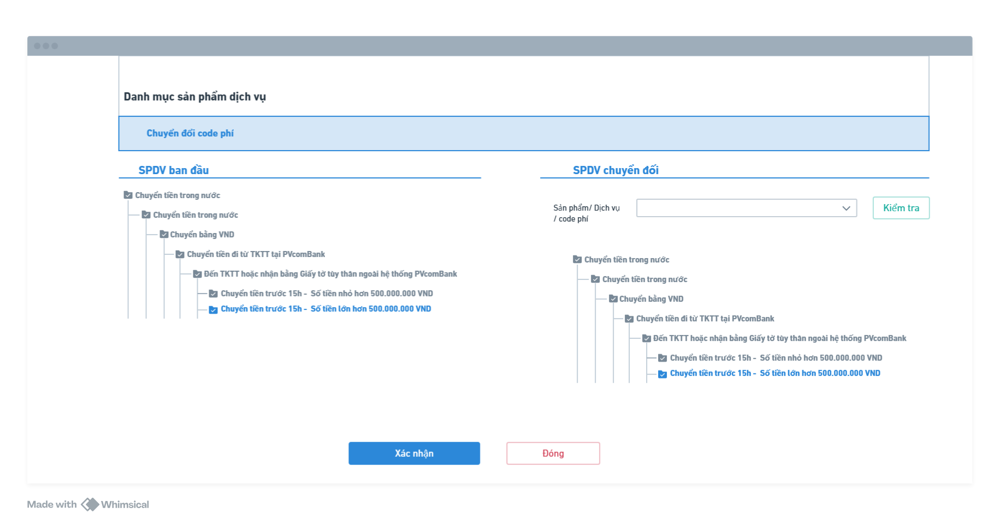 Danh mục sản phẩm dịch vụ
Chuyển đổi code phí
SPDV ban đầu
Chuyển tiền trong nước
Chuyển tiền trong nước
Chuyển bằng VND
Chuyển tiền đi từ TKTT tại PVcomBank
Đến TKTT hoặc nhận bằng Giấy tờ tùy thân ngoài hệ thống PVcomBank
Chuyển tiền trước 15h - Số tiền nhỏ hơn 500.000.000 VND
Chuyển tiền trước 15h - Số tiền lớn hơn 500.000.000 VND
SPDV chuyển đối
Sản phẩm/ Dịch vụ
/ code phí
Kiểm tra
Chuyển tiền trong nước
Chuyển tiền trong nước
Chuyển bằng VND
Chuyển tiền đi từ TKTT tại PVcomBank
Đến TKTT hoặc nhận bằng Giấy tờ tùy thân ngoài hệ thống PVcomBank
Chuyển tiền trước 15h - Số tiền nhỏ hơn 500.000.000 VND
Chuyển tiền trước 15h - Số tiền lớn hơn 500.000.000 VND
Xác nhận
Đóng
Made with Whimsical